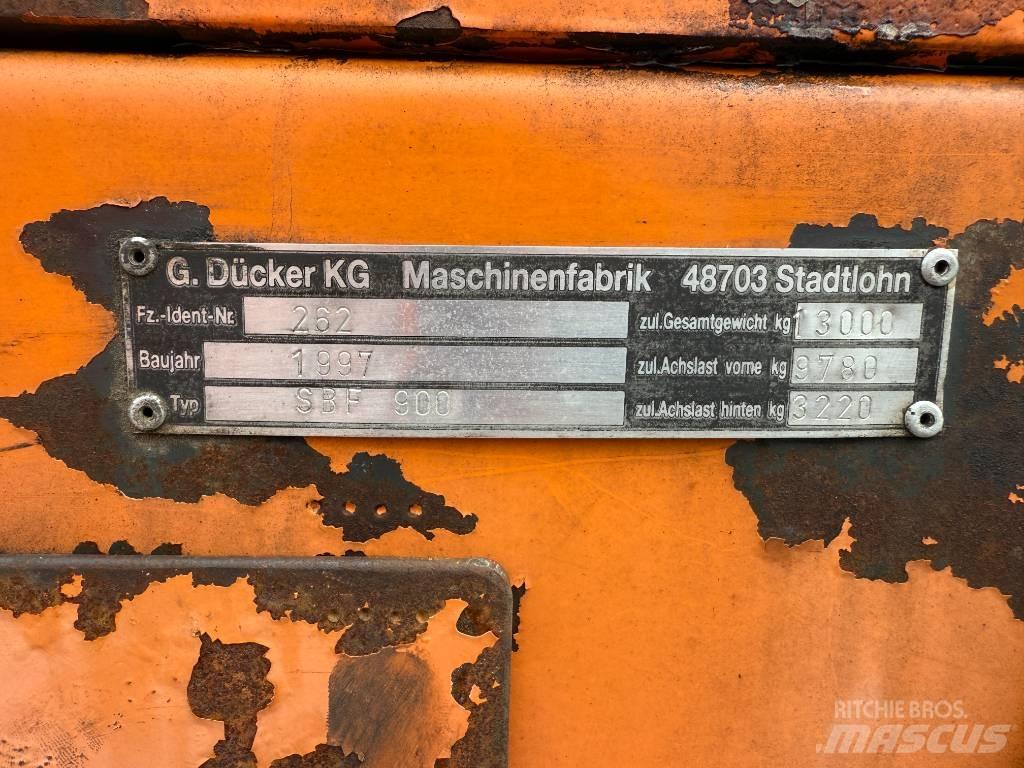 G. Dücker KG Maschinenfabrik 48703 Stadtlohn
Fz.-Ident-Nr. 262 zul.Gesamtgewicht kg 13000
Baujahr 1997 zul.Achslast vorne kg 9780
Typ SBF 900 zul.Achslast hinten kg 3220
RITCHIE BROS.
MASCUS